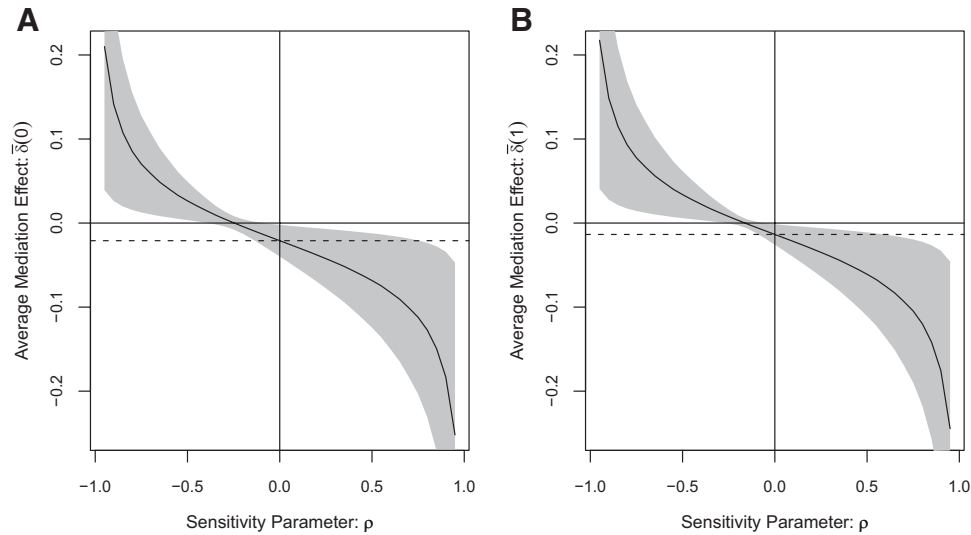 A
Average Mediation Effect: δ̅(0)
0.2
0.1
0.0
−0.1
−0.2
−1.0 −0.5 0.0 0.5 1.0
Sensitivity Parameter: ρ
B
Average Mediation Effect: δ̅(1)
0.2
0.1
0.0
−0.1
−0.2
−1.0 −0.5 0.0 0.5 1.0
Sensitivity Parameter: ρ